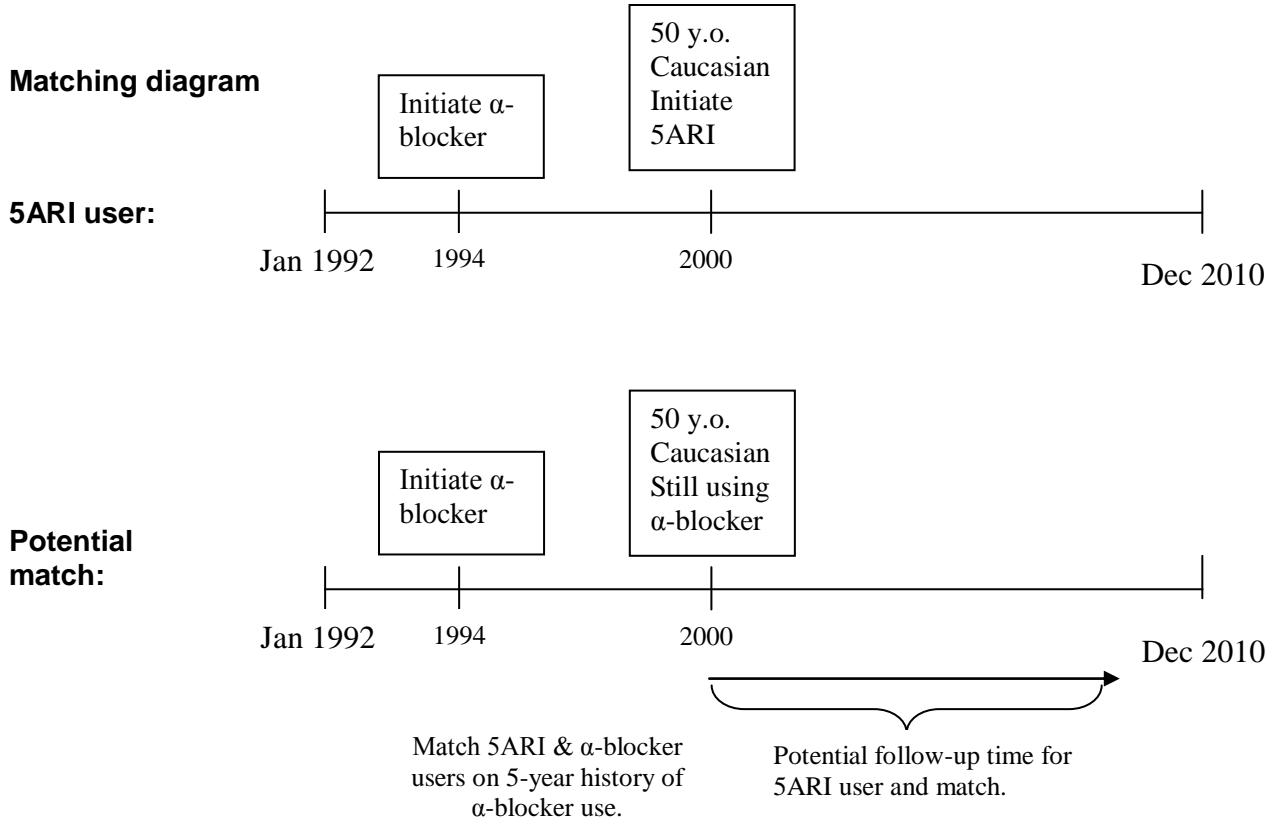 Matching diagram
Initiate α-
blocker
50 y.o.
Caucasian
Initiate
5ARI
5ARI user:
Jan 1992
1994
2000
Dec 2010
Potential
match:
Initiate α-
blocker
50 y.o.
Caucasian
Still using
α-blocker
Jan 1992
1994
2000
Dec 2010
Match 5ARI & α-blocker
users on 5-year history of
α-blocker use.
Potential follow-up time for
5ARI user and match.